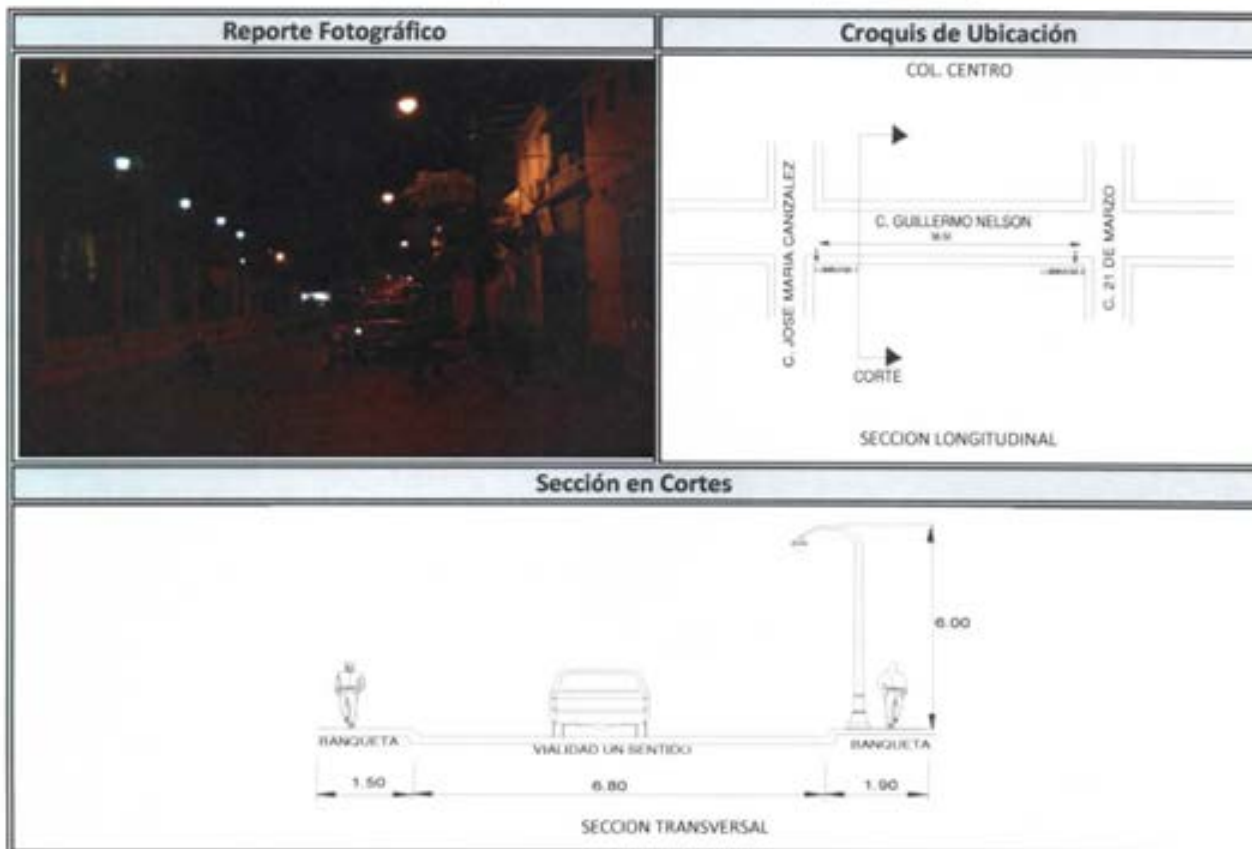 Reporte Fotográfico
Croquis de Ubicación
COL. CENTRO
C. JOSE MARIA CANIZALEZ
C. GUILLERMO NELSON
C. 21 DE MARZO
CORTE
SECCION LONGITUDINAL
Sección en Cortes
6.00
BANQUETA
VIALIDAD UN SENTIDO
BANQUETA
1.50
6.80
1.90
SECCION TRANSVERSAL